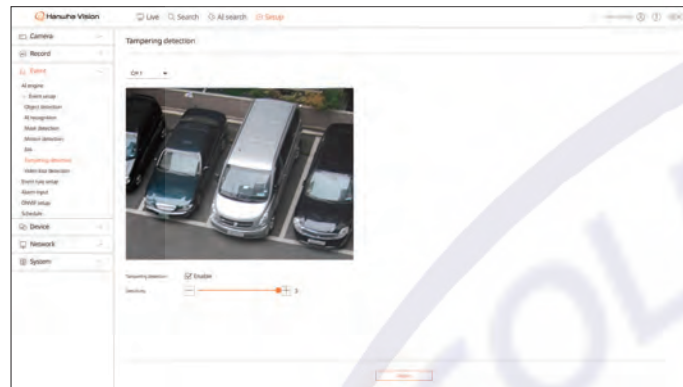 Hanwha Vision
Live Search AI search Setup
Camera
Record
Event
AI engine
Event setup
Object detection
AI recognition
Mask detection
Motion detection
Tampering detection
Video loss detection
Event rule setup
Alarm input
ONVIF setup
Schedule
Device
Network
System
Tampering detection
CH 1
Tampering detection Enable
Sensitivity 3